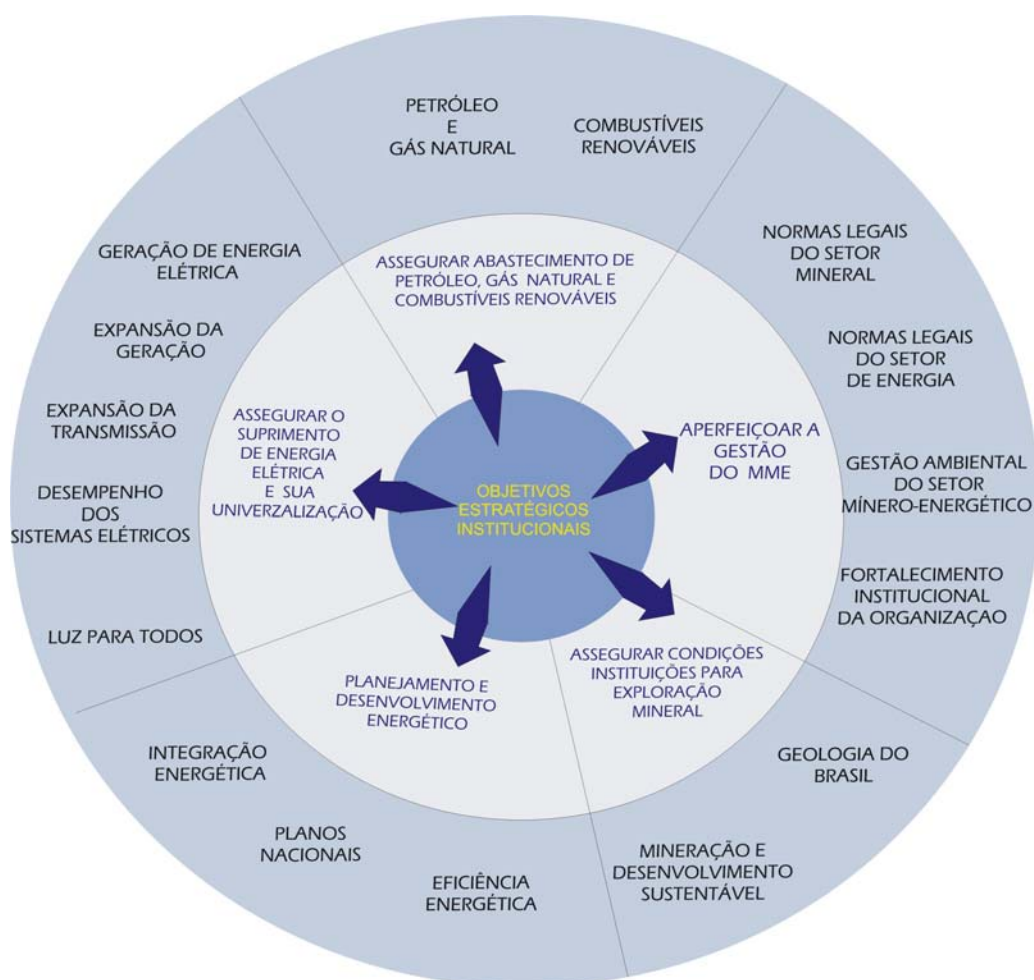 PETRÓLEO
E
GÁS NATURAL
COMBUSTÍVEIS
RENOVÁVEIS
NORMAS LEGAIS
DO SETOR
MINERAL
NORMAS LEGAIS
DO SETOR
DE ENERGIA
GESTÃO AMBIENTAL
DO SETOR
MÍNERO-ENERGÉTICO
FORTALECIMENTO
INSTITUCIONAL
DA ORGANIZAÇAO
GEOLOGIA DO
BRASIL
MINERAÇÃO E
DESENVOLVIMENTO
SUSTENTÁVEL
EFICIÊNCIA
ENERGÉTICA
PLANOS
NACIONAIS
INTEGRAÇÃO
ENERGÉTICA
LUZ PARA TODOS
DESEMPENHO
DOS
SISTEMAS ELÉTRICOS
EXPANSÃO DA
TRANSMISSÃO
EXPANSÃO DA
GERAÇÃO
GERAÇÃO DE ENERGIA
ELÉTRICA
ASSEGURAR ABASTECIMENTO DE
PETRÓLEO, GÁS NATURAL E
COMBUSTÍVEIS RENOVÁVEIS
APERFEIÇOAR A
GESTÃO
DO MME
ASSEGURAR CONDIÇÕES
INSTITUIÇÕES PARA
EXPLORAÇÃO
MINERAL
PLANEJAMENTO E
DESENVOLVIMENTO
ENERGÉTICO
ASSEGURAR O
SUPRIMENTO
DE ENERGIA
ELÉTRICA
E SUA
UNIVERZALIZAÇÃO
OBJETIVOS
ESTRATÉGICOS
INSTITUCIONAIS